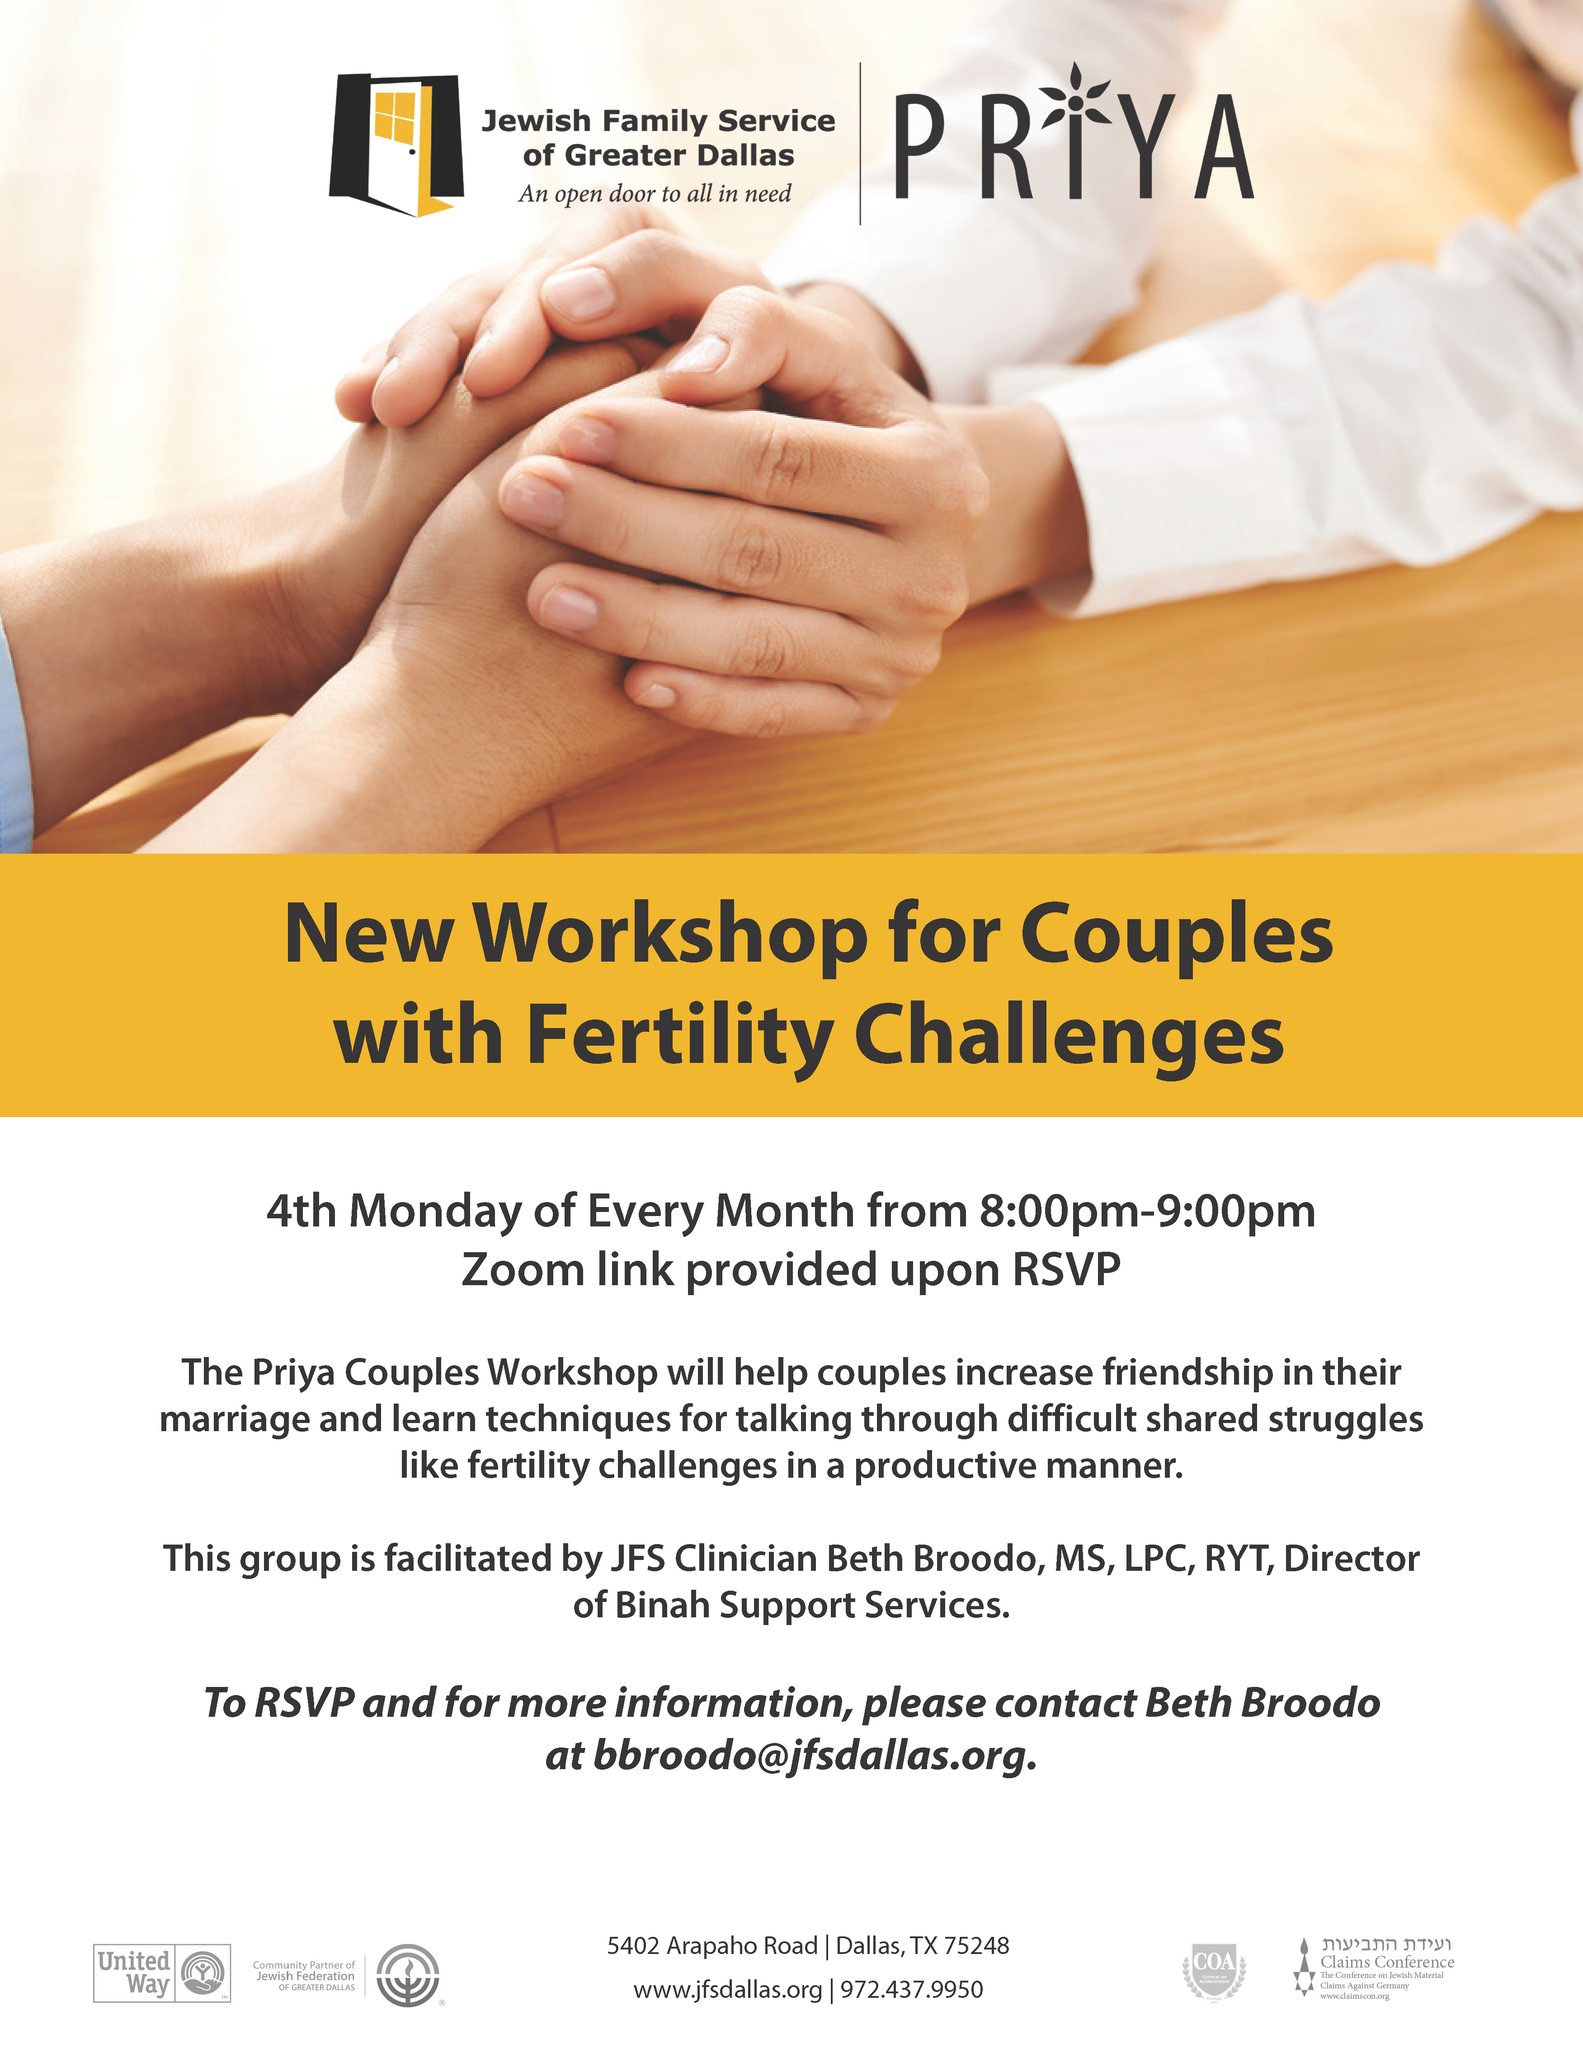 Jewish Family Service
of Greater Dallas
An open door to all in need
PRIYA
New Workshop for Couples
with Fertility Challenges
4th Monday of Every Month from 8:00pm-9:00pm
Zoom link provided upon RSVP
The Priya Couples Workshop will help couples increase friendship in their
marriage and learn techniques for talking through difficult shared struggles
like fertility challenges in a productive manner.
This group is facilitated by JFS Clinician Beth Broodo, MS, LPC, RYT, Director
of Binah Support Services.
To RSVP and for more information, please contact Beth Broodo
at bbroodo@jfsdallas.org.
United
Way
Community Partner of
Jewish Federation
OF GREATER DALLAS
5402 Arapaho Road | Dallas, TX 75248
www.jfsdallas.org | 972.437.9950
COA
COUNCIL ON
ACCREDITATION
ועידת התביעות
Claims Conference
The Conference on Jewish Material
Claims Against Germany
www.claimscon.org